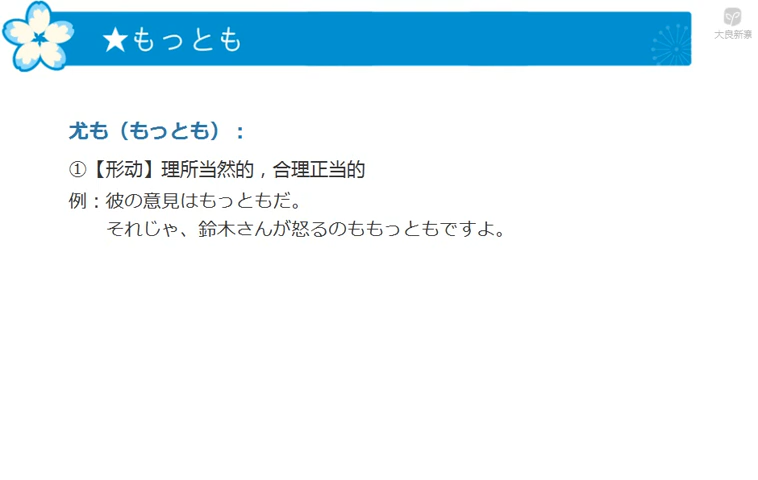 ★もっとも
大良新濠
尤も（もっとも）：
①【形动】理所当然的，合理正当的
例：彼の意見はもっともだ。
それじゃ、鈴木さんが怒るのももっともですよ。